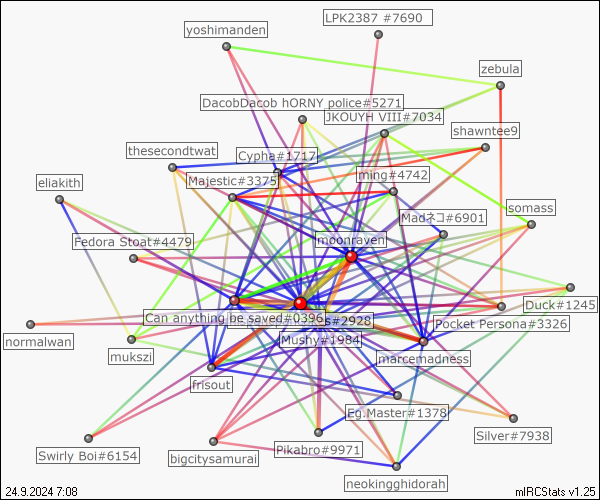 LPK2387 #7690
yoshimanden
zebula
DacobDacob hORNY police#5271
JKOUYH VIII#7034
shawntee9
thesecondtwat
Cypha#1717
ming#4742
Majestic#3375
eliakith
somass
Madネコ#6901
moonraven
Fedora Stoat#4479
Duck#1245
Can anything be saved#0396
s#2928
Pocket Persona#3326
normalwan
Mushy#1984
mukszi
marcemadness
frisout
Eg.Master#1378
Silver#7938
Pikabro#9971
Swirly Boi#6154
bigcitysamurai
neokingghidorah
24.9.2024 7:08
mIRCStats v1.25